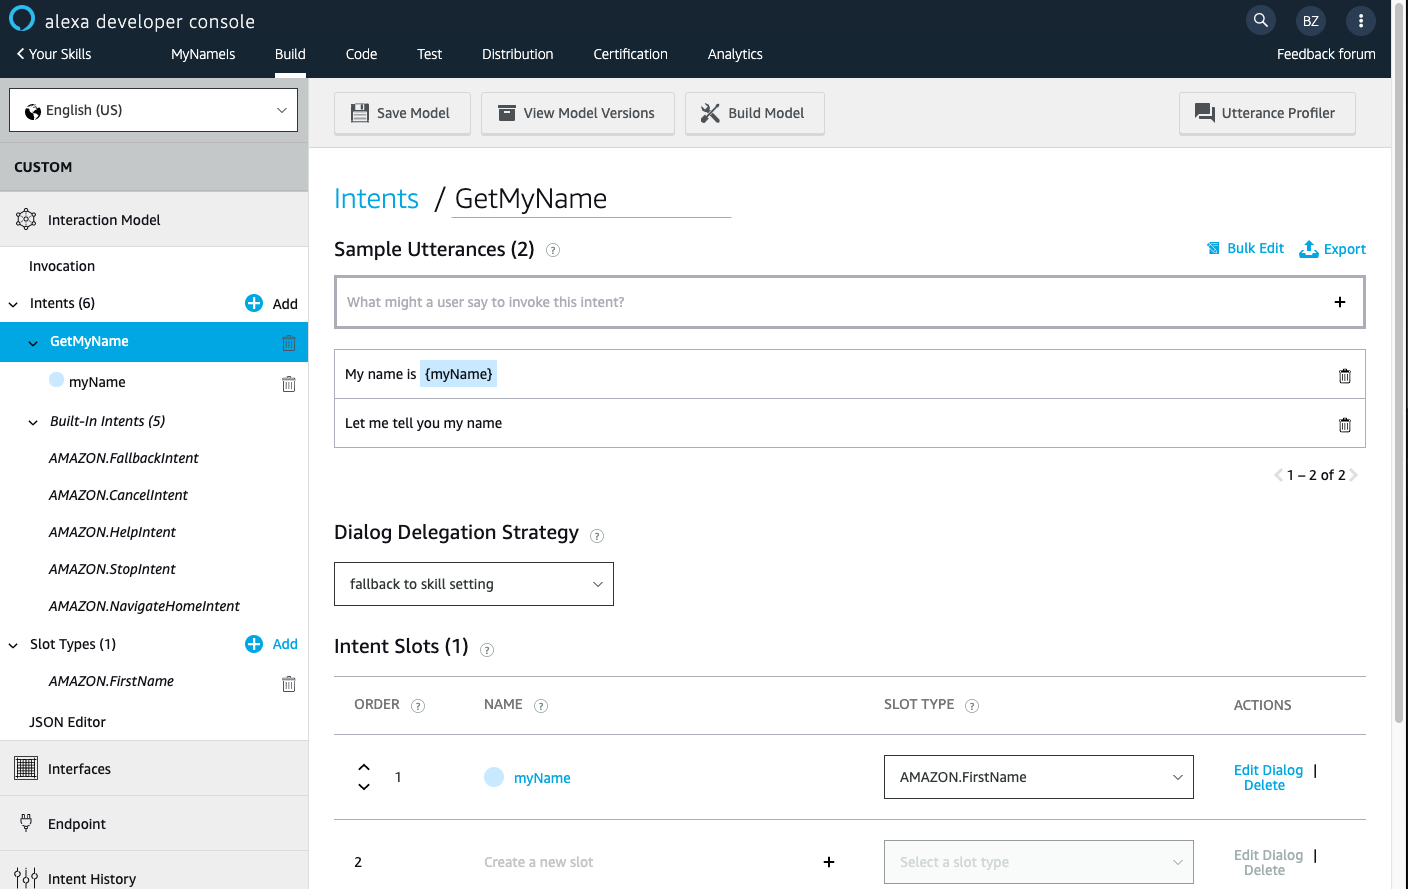 alexa developer console
BZ
Your Skills
MyNameIs
Build
Code
Test
Distribution
Certification
Analytics
Feedback forum
English (US)
Save Model
View Model Versions
Build Model
Utterance Profiler
CUSTOM
Interaction Model
Invocation
Intents (6)
Add
GetMyName
myName
Built-In Intents (5)
AMAZON.FallbackIntent
AMAZON.CancelIntent
AMAZON.HelpIntent
AMAZON.StopIntent
AMAZON.NavigateHomeIntent
Slot Types (1)
Add
AMAZON.FirstName
JSON Editor
Interfaces
Endpoint
Intent History
Intents / GetMyName
Sample Utterances (2) ?
Bulk Edit
Export
What might a user say to invoke this intent?
My name is {myName}
Let me tell you my name
1 – 2 of 2
Dialog Delegation Strategy ?
fallback to skill setting
Intent Slots (1) ?
ORDER ? NAME ? SLOT TYPE ? ACTIONS
1 myName AMAZON.FirstName Edit Dialog |
Delete
2 Create a new slot + Select a slot type Edit Dialog |
Delete